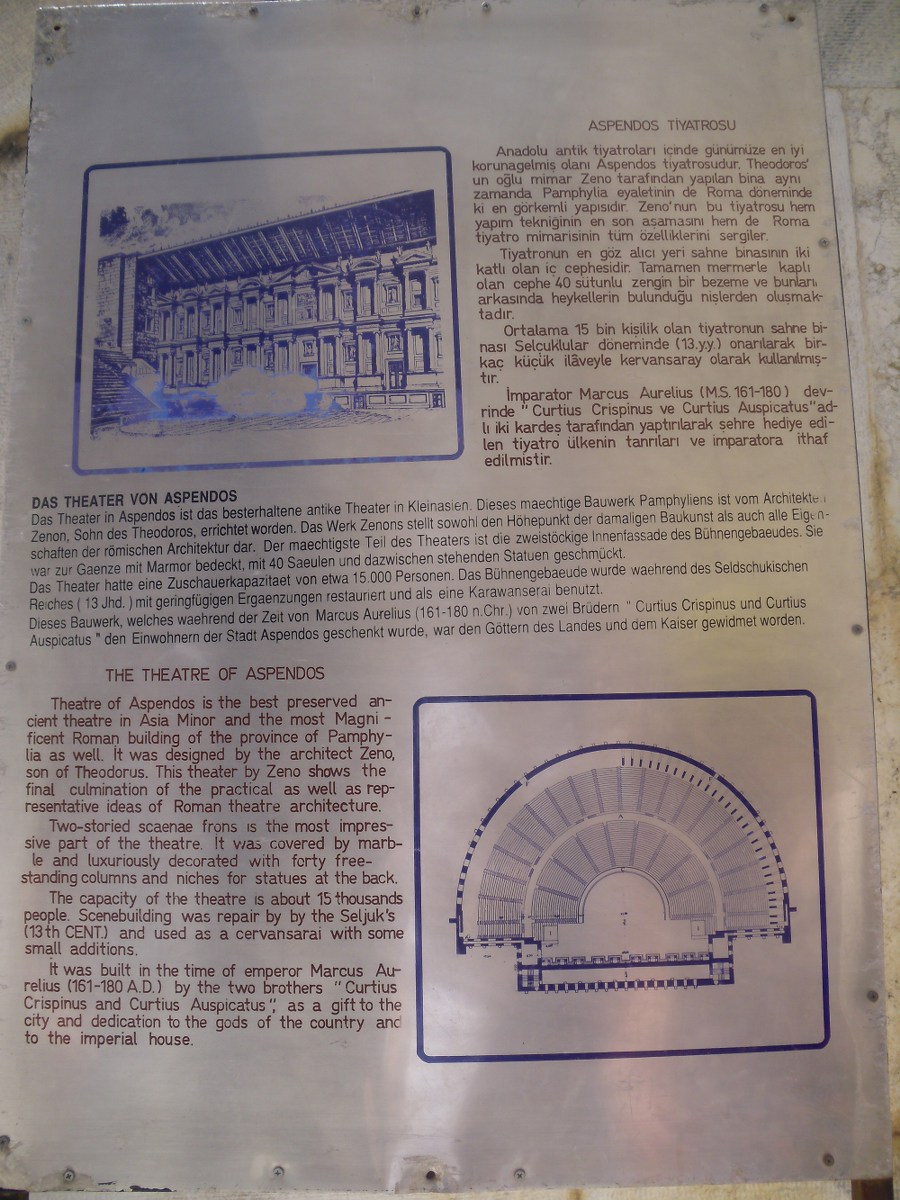 ASPENDOS TİYATROSU
Anadolu antik tiyatroları içinde günümüze en iyi
korunagelmiş olanı Aspendos tiyatrosudur. Theodoros'
un oğlu mimar Zeno tarafından yapılan bina aynı
zamanda Pamphylia eyaletinin de Roma döneminde
ki en görkemli yapısıdır. Zeno'nun bu tiyatrosu hem
yapım tekniğinin en son aşamasını hem de Roma
tiyatro mimarisinin tüm özelliklerini sergiler.
Tiyatronun en göz alıcı yeri sahne binasının iki
katlı olan iç cephesidir. Tamamen mermerle kaplı
olan cephe 40 sütunlu zengin bir bezeme ve bunları
arkasında heykellerin bulunduğu nişlerden oluşmak-
tadır.
Ortalama 15 bin kişilik olan tiyatronun sahne bi-
nası Selcuklular döneminde (13.y.y.) onarılarak bir-
kaç küçük ilâveyle kervansaray olarak kullanılmış-
tır.
İmparator Marcus Aurelius (M.S. 161-180) dev-
rinde "Curtius Crispinus ve Curtius Auspicatus"ad-
lı iki kardeş tarafından yaptırılarak şehre hediye edi-
len tiyatro ülkenin tanrıları ve imparatora ithaf
edilmiştir.
DAS THEATER VON ASPENDOS
Das Theater in Aspendos ist das besterhaltene antike Theater in Kleinasien. Dieses maechtige Bauwerk Pamphyliens ist vom Architekten
Zenon, Sohn des Theodoros, errichtet worden. Das Werk Zenons stellt sowohl den Höhepunkt der damaligen Baukunst als auch alle Eigen-
schaften der römischen Architektur dar. Der maechtigste Teil des Theaters ist die zweistöckige Innenfassade des Bühnengebaeudes. Sie
war zur Gaenze mit Marmor bedeckt, mit 40 Saeulen und dazwischen stehenden Statuen geschmückt.
Das Theater hatte eine Zuschauerkapazitaet von etwa 15.000 Personen. Das Bühnengebaeude wurde waehrend des Seldschukischen
Reiches ( 13 Jhd. ) mit geringfügigen Ergaenzungen restauriert und als eine Karawanserai benutzt.
Dieses Bauwerk, welches waehrend der Zeit von Marcus Aurelius (161-180 n.Chr.) von zwei Brüdern " Curtius Crispinus und Curtius
Auspicatus " den Einwohnern der Stadt Aspendos geschenkt wurde, war den Göttern des Landes und dem Kaiser gewidmet worden.
THE THEATRE OF ASPENDOS
Theatre of Aspendos is the best preserved an-
cient theatre in Asia Minor and the most Magni-
ficent Roman building of the province of Pamphy-
lia as well. It was designed by the architect Zeno,
son of Theodorus. This theater by Zeno shows the
final culmination of the practical as well as rep-
resentative ideas of Roman theatre architecture.
Two-storied scaenae frons is the most impres-
sive part of the theatre. It was covered by marb-
le and luxuriously decorated with forty free-
standing columns and niches for statues at the back.
The capacity of the theatre is about 15 thousands
people. Scenebuilding was repair by by the Seljuk's
(13th CENT.) and used as a cervansarai with some
small additions.
It was built in the time of emperor Marcus Au-
relius (161-180 A.D.) by the two brothers "Curtius
Crispinus and Curtius Auspicatus", as a gift to the
city and dedication to the gods of the country and
to the imperial house.
A